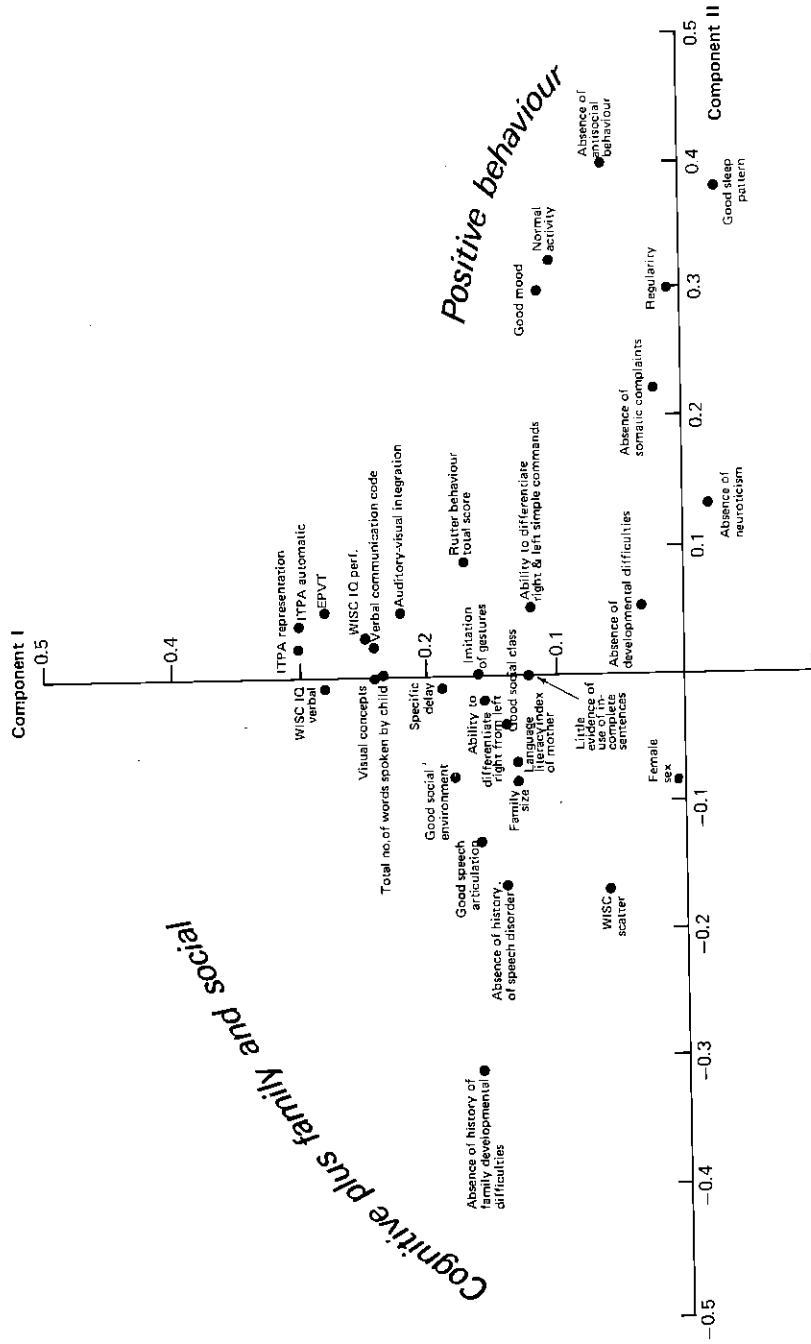 Component I
0.5
0.4
0.2
0.1
Component II
0.5
0.4
0.3
0.2
0.1
−0.1
−0.2
−0.3
−0.4
−0.5
Cognitive plus family and social
Positive behaviour
ITPA representation
ITPA automatic
EPVT
WISC IQ
verbal
WISC IQ perf.
Verbal communication code
Visual concepts
Total no. of words spoken by child
Auditory-visual integration
Specific
delay
Rutter behaviour
total score
Imitation
of gestures
Good social
environment
Ability to
differentiate
right from left
Good social class
Language
literacy index
of mother
Family
size
Ability to differentiate
right & left simple commands
Little
evidence of
use of in-
complete
sentences
Good speech
articulation
Absence of history
of speech disorder
Absence of history of
family developmental
difficulties
WISC
scatter
Female
sex
Absence of
developmental difficulties
Absence of
neuroticism
Absence of
somatic complaints
Regularity
Good mood
Normal
activity
Absence of
antisocial
behaviour
Good sleep
pattern